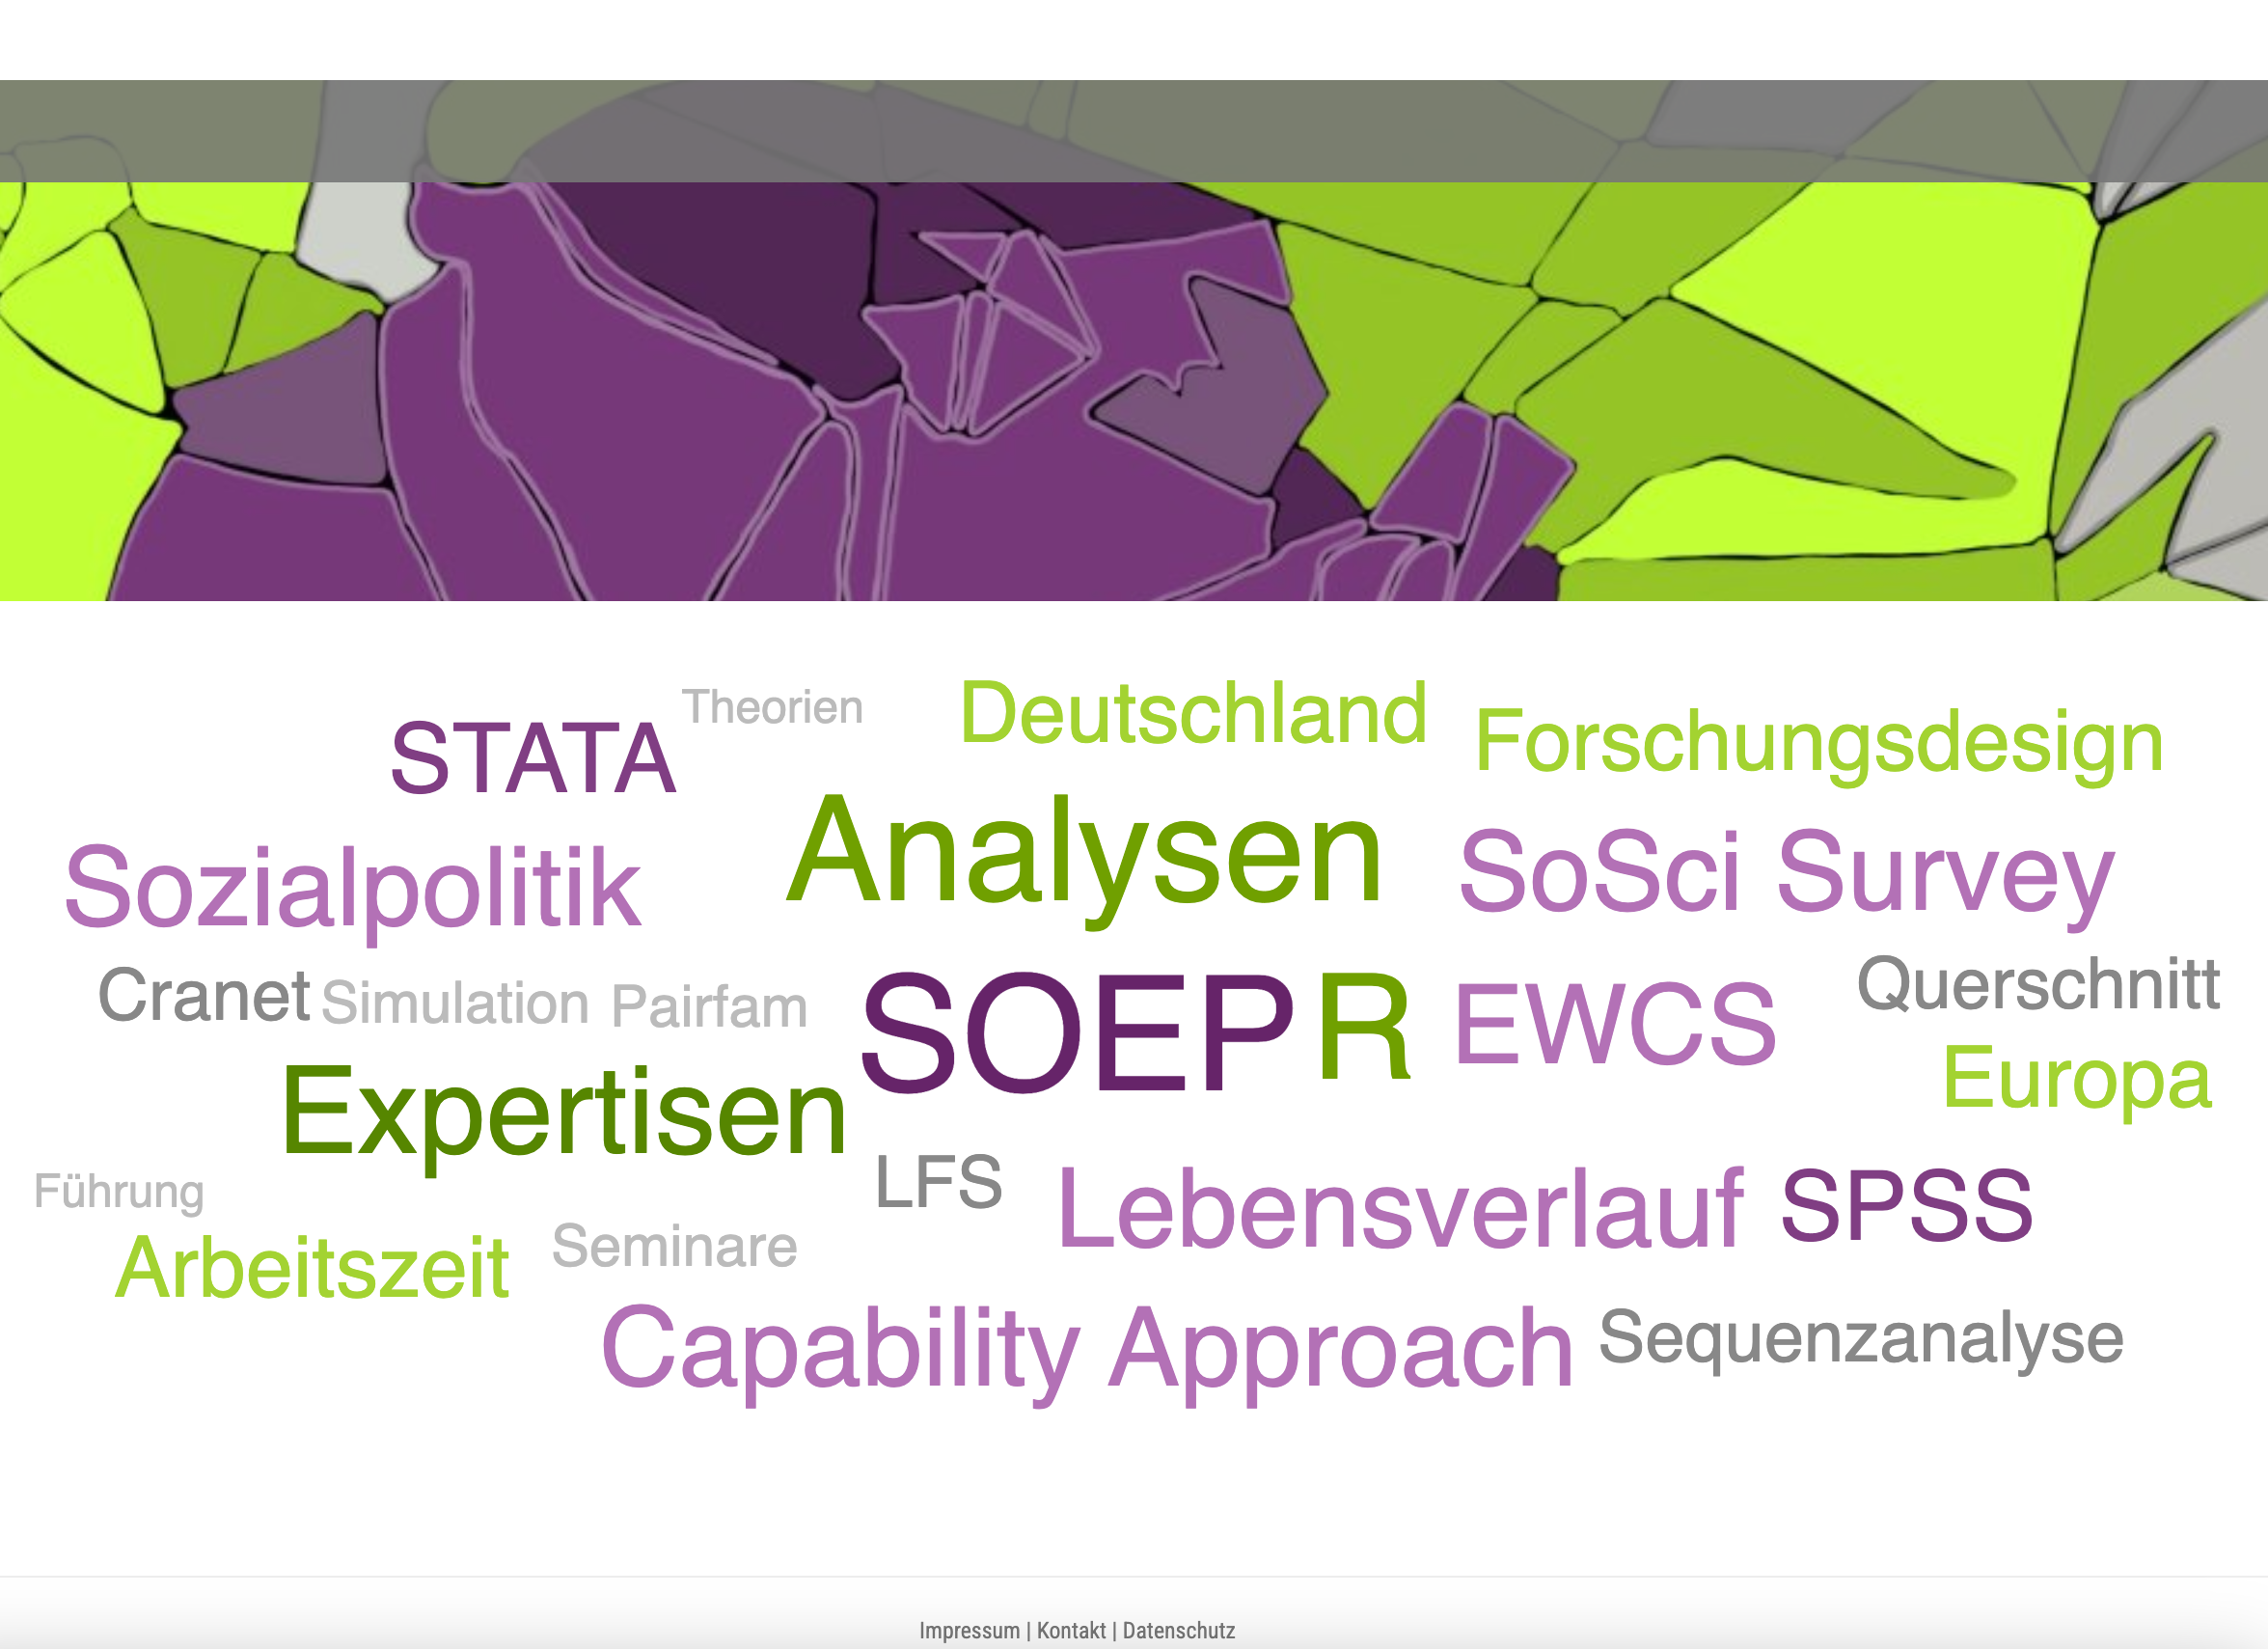 Theorien
Deutschland
STATA
Forschungsdesign
Analysen
Sozialpolitik
SoSci Survey
Cranet
Simulation
Pairfam
SOEP
R
EWCS
Querschnitt
Europa
Expertisen
Führung
LFS
Lebensverlauf
SPSS
Arbeitszeit
Seminare
Capability Approach
Sequenzanalyse
Impressum | Kontakt | Datenschutz